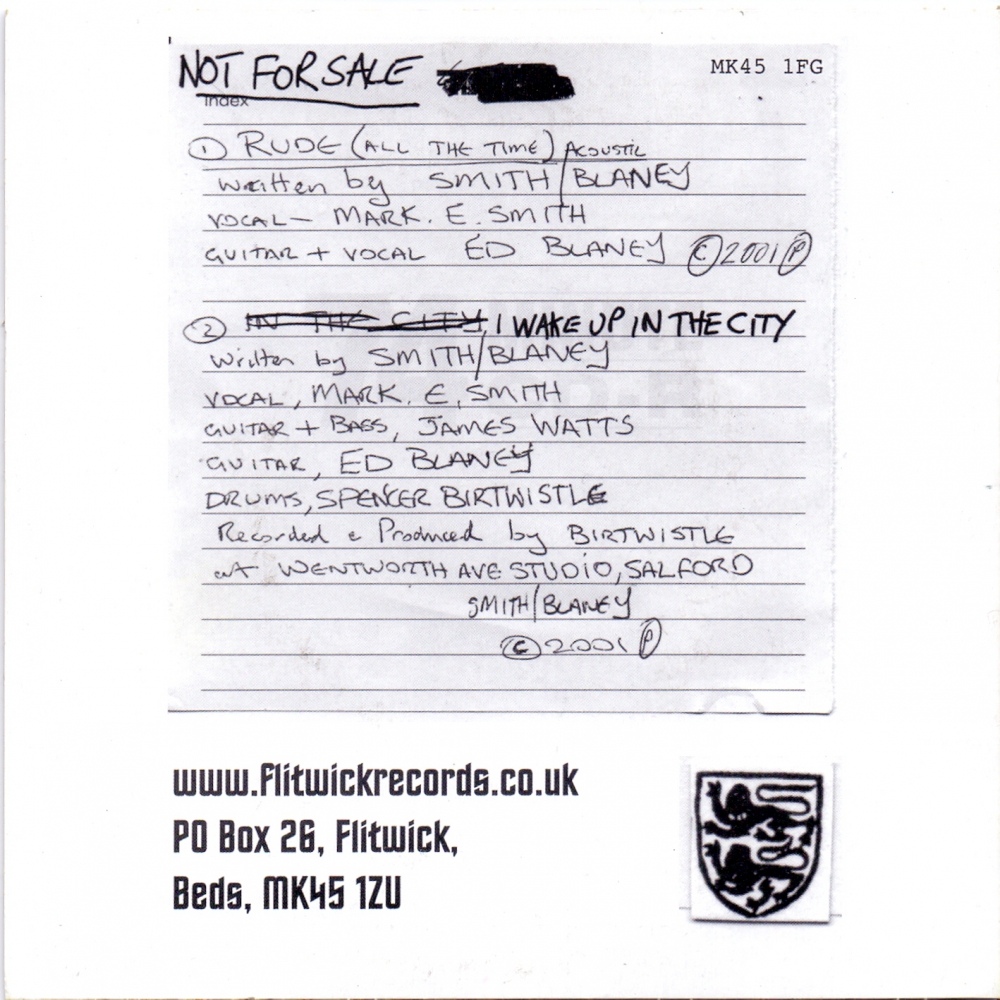 NOT FOR SALE
MK45 1FG
Index
① RUDE (ALL THE TIME) ACOUSTIC
Written by SMITH/BLANEY
VOCAL — MARK. E. SMITH
GUITAR + VOCAL ED BLANEY © 2001 ℗
② IN THE CITY I WAKE UP IN THE CITY
Written by SMITH/BLANEY
VOCAL, MARK. E. SMITH
GUITAR + BASS, JAMES WATTS
GUITAR, ED BLANEY
DRUMS, SPENCER BIRTWISTLE
Recorded & Produced by BIRTWISTLE
at WENTWORTH AVE STUDIO, SALFORD
SMITH/BLANEY
© 2001 ℗
www.flitwickrecords.co.uk
PO Box 26, Flitwick,
Beds, MK45 1ZU